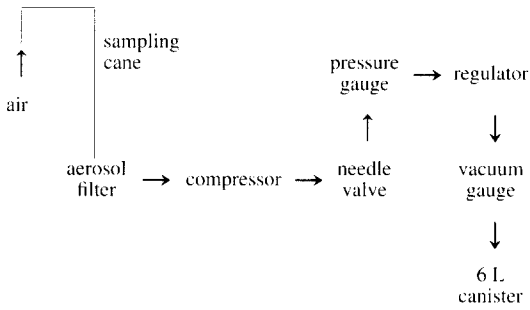 sampling
cane
air
pressure
gauge
regulator
aerosol
filter
compressor
needle
valve
vacuum
gauge
6 L
canister